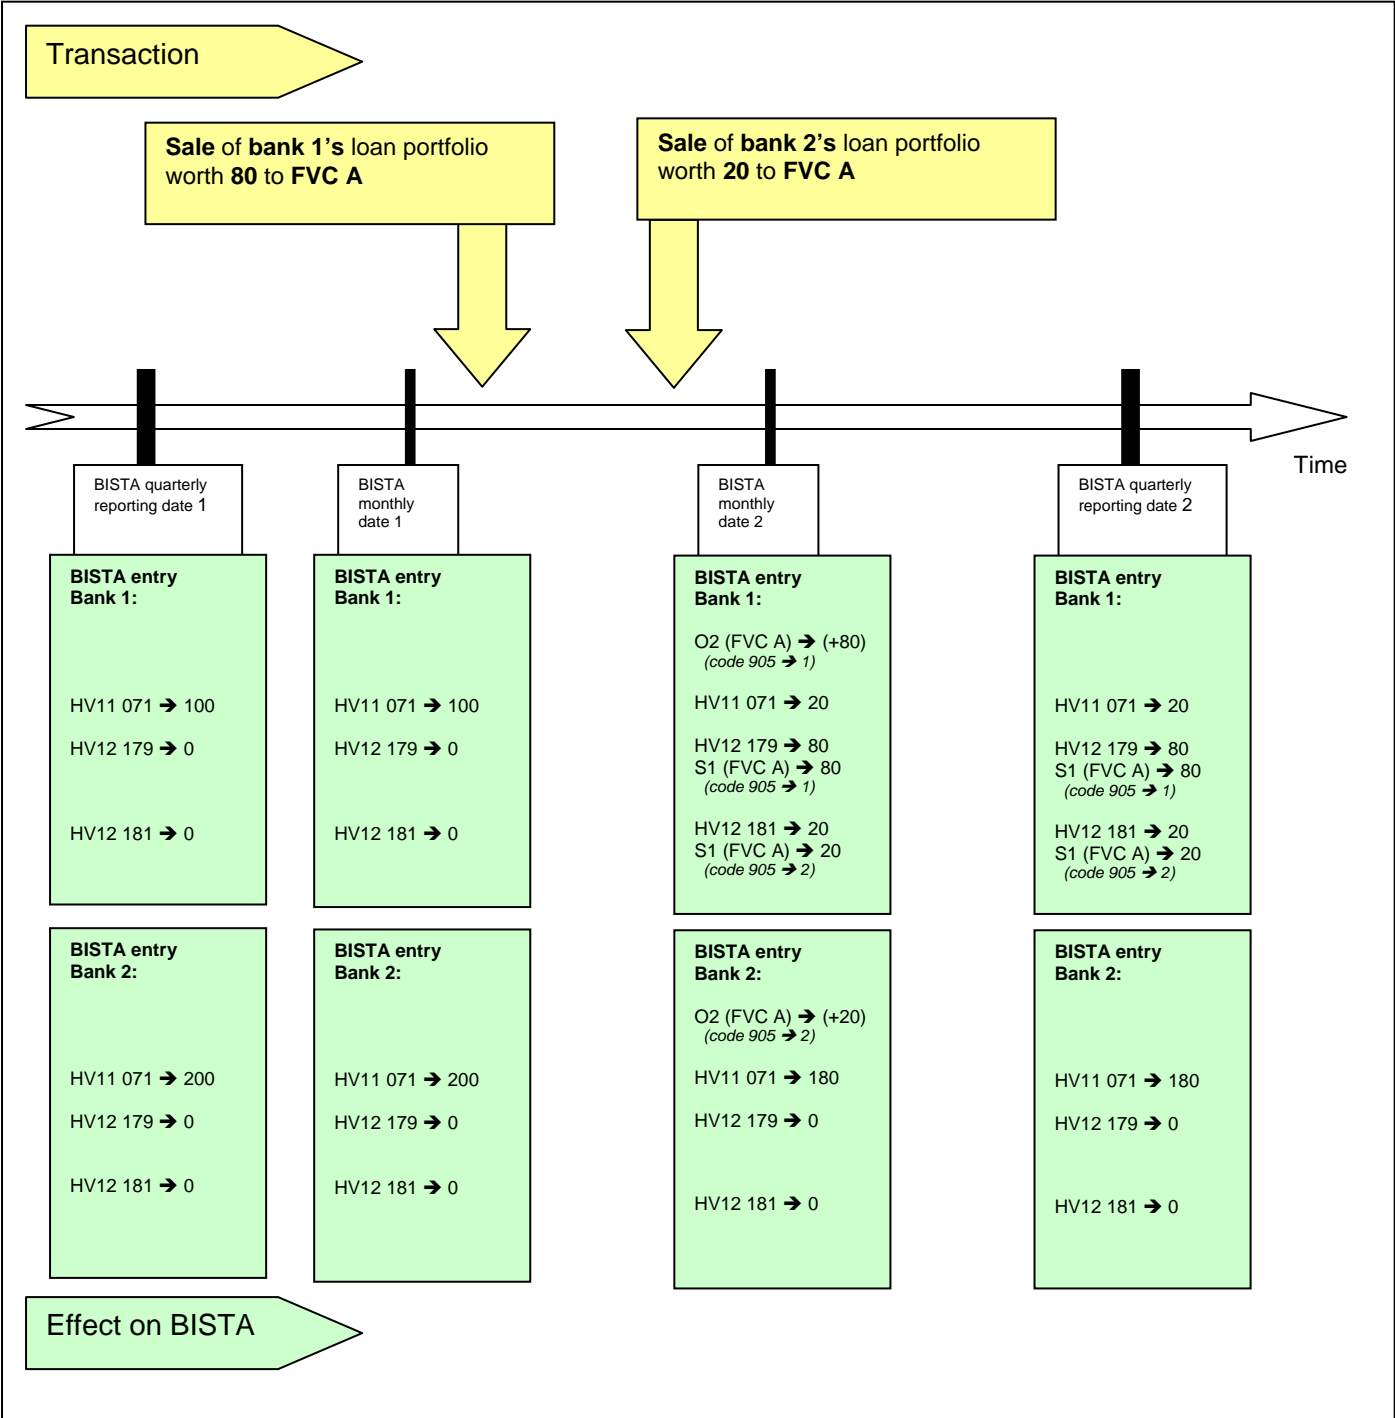 Transaction
Sale of bank 1's loan portfolio
worth 80 to FVC A
Sale of bank 2's loan portfolio
worth 20 to FVC A
Time
BISTA quarterly
reporting date 1
BISTA
monthly
date 1
BISTA
monthly
date 2
BISTA quarterly
reporting date 2
BISTA entry
Bank 1:
HV11 071 → 100
HV12 179 → 0
HV12 181 → 0
BISTA entry
Bank 1:
HV11 071 → 100
HV12 179 → 0
HV12 181 → 0
BISTA entry
Bank 1:
O2 (FVC A) → (+80)
(code 905 → 1)
HV11 071 → 20
HV12 179 → 80
S1 (FVC A) → 80
(code 905 → 1)
HV12 181 → 20
S1 (FVC A) → 20
(code 905 → 2)
BISTA entry
Bank 1:
HV11 071 → 20
HV12 179 → 80
S1 (FVC A) → 80
(code 905 → 1)
HV12 181 → 20
S1 (FVC A) → 20
(code 905 → 2)
BISTA entry
Bank 2:
HV11 071 → 200
HV12 179 → 0
HV12 181 → 0
BISTA entry
Bank 2:
HV11 071 → 200
HV12 179 → 0
HV12 181 → 0
BISTA entry
Bank 2:
O2 (FVC A) → (+20)
(code 905 → 2)
HV11 071 → 180
HV12 179 → 0
HV12 181 → 0
BISTA entry
Bank 2:
HV11 071 → 180
HV12 179 → 0
HV12 181 → 0
Effect on BISTA